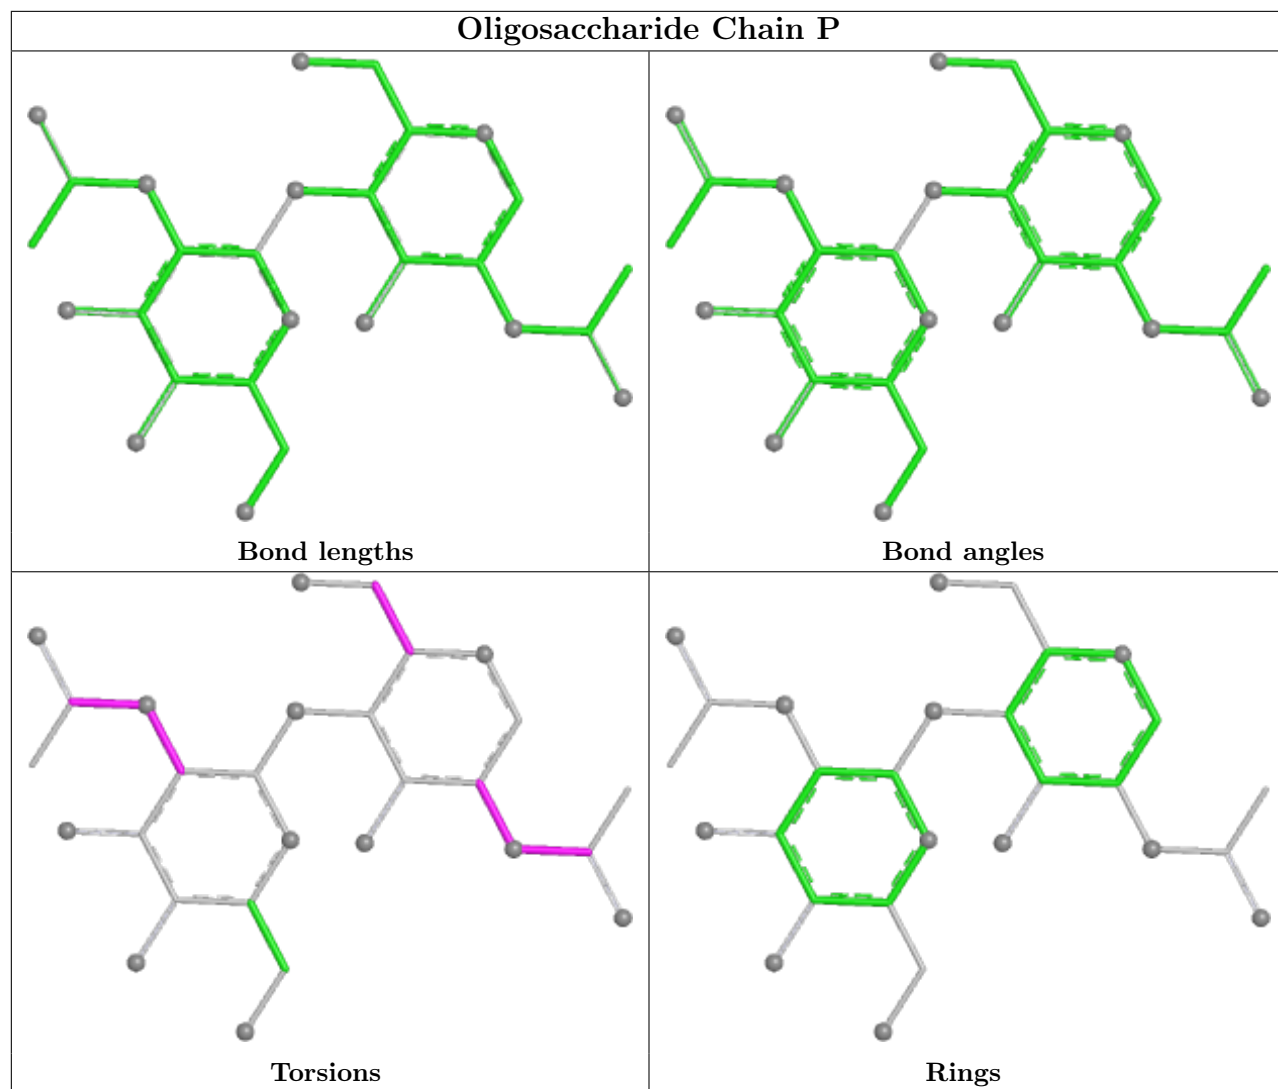 Oligosaccharide Chain P
Bond lengths
Bond angles
Torsions
Rings